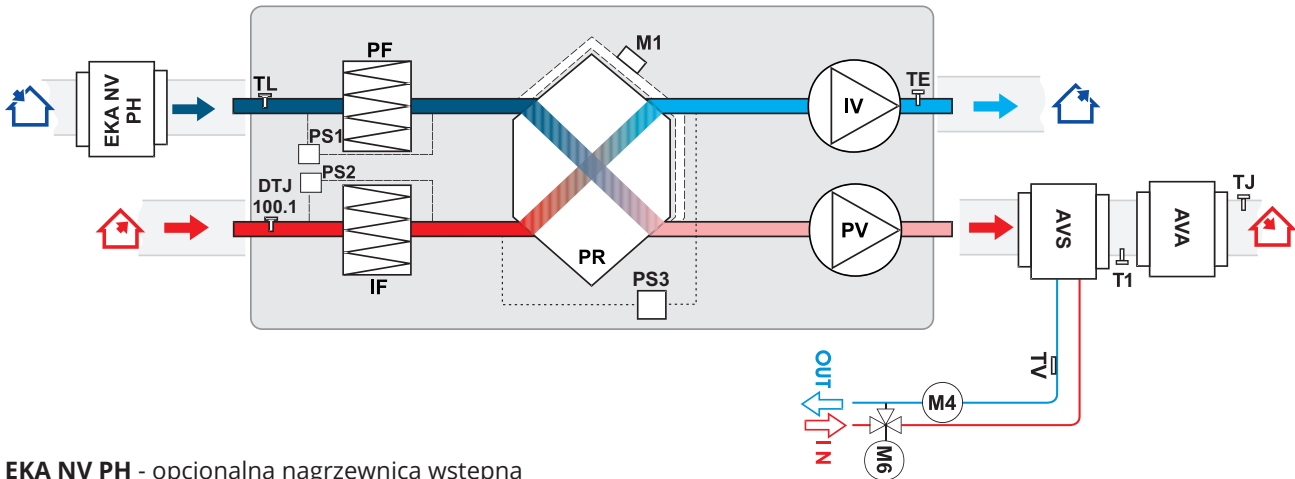 EKA NV
PH
TL
PF
M1
TE
IV
PS1
PS2
DTJ
100.1
IF
PR
PS3
PV
AVS
T1
AVA
TJ
TV
OUT
IN
M4
M6
EKA NV PH - opcjonalna nagrzewnica wstępna